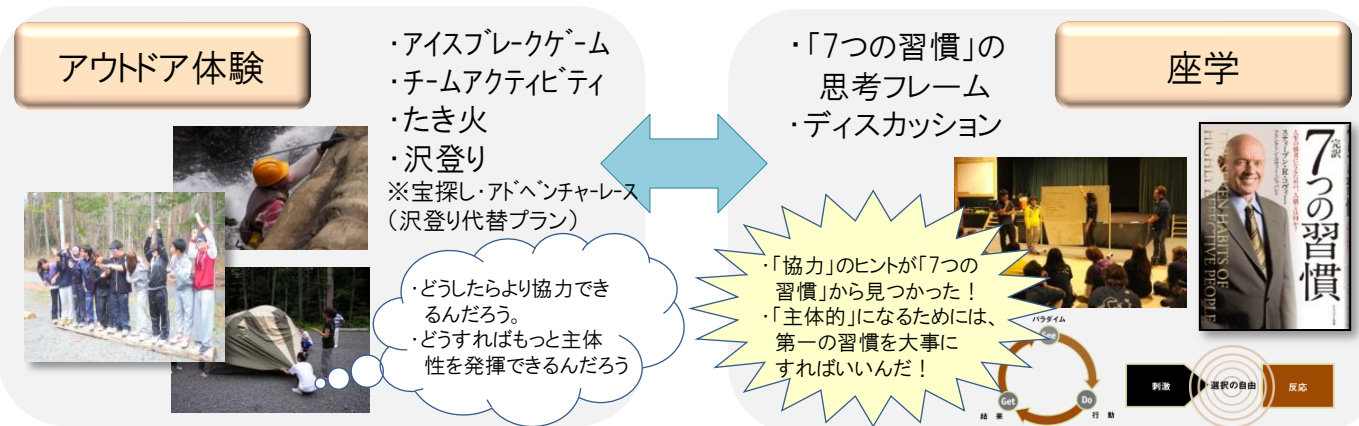 アウトドア体験
・アイスブレークゲーム
・チームアクティビティ
・たき火
・沢登り
※宝探し・アドベンチャーレース
(沢登り代替プラン)
・どうしたらより協力でき
るんだろう。
・どうすればもっと主体
性を発揮できるんだろう
・「7つの習慣」の
思考フレーム
・ディスカッション
座学
・「協力」のヒントが「7つの
習慣」から見つかった！
・「主体的」になるためには、
第一の習慣を大事に
すればいいんだ！
完訳
7つの習慣
スティーブン・R・コヴィー
HIGHLY EFFECTIVE PEOPLE
パラダイム
See
Get
Do
結果
行動
刺激
選択の自由
反応